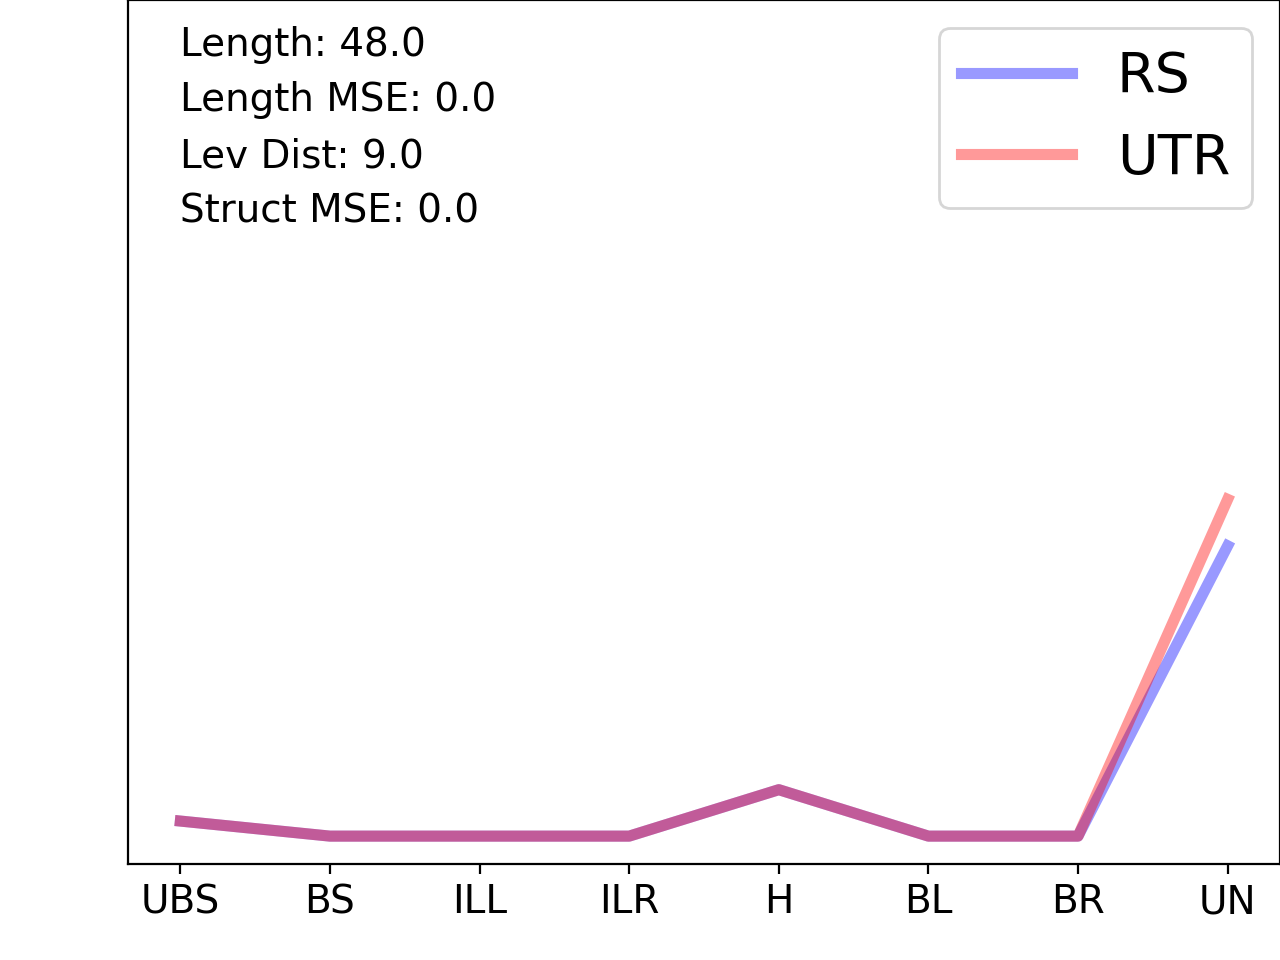 Length: 48.0
Length MSE: 0.0
Lev Dist: 9.0
Struct MSE: 0.0
RS
UTR
UBS BS ILL ILR H BL BR UN